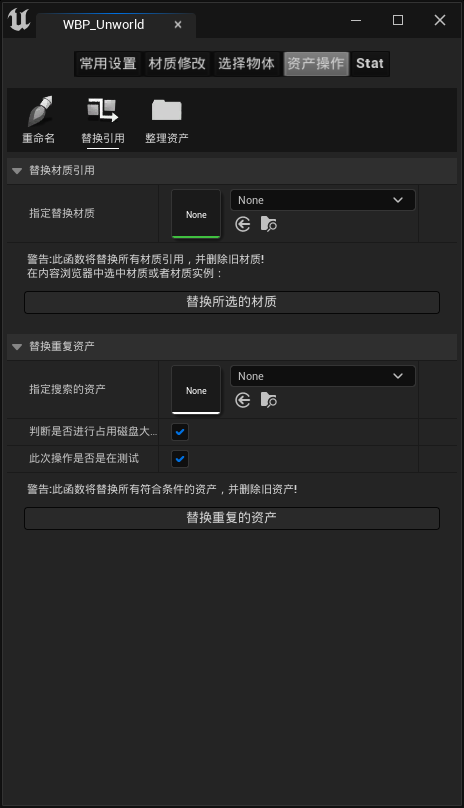 WBP_Unworld
常用设置 材质修改 选择物体 资产操作 Stat
重命名 替换引用 整理资产
替换材质引用
指定替换材质 None None
警告:此函数将替换所有材质引用，并删除旧材质!
在内容浏览器中选中材质或者材质实例：
替换所选的材质
替换重复资产
指定搜索的资产 None None
判断是否进行占用磁盘大...
此次操作是否是在测试
警告:此函数将替换所有符合条件的资产，并删除旧资产!
替换重复的资产